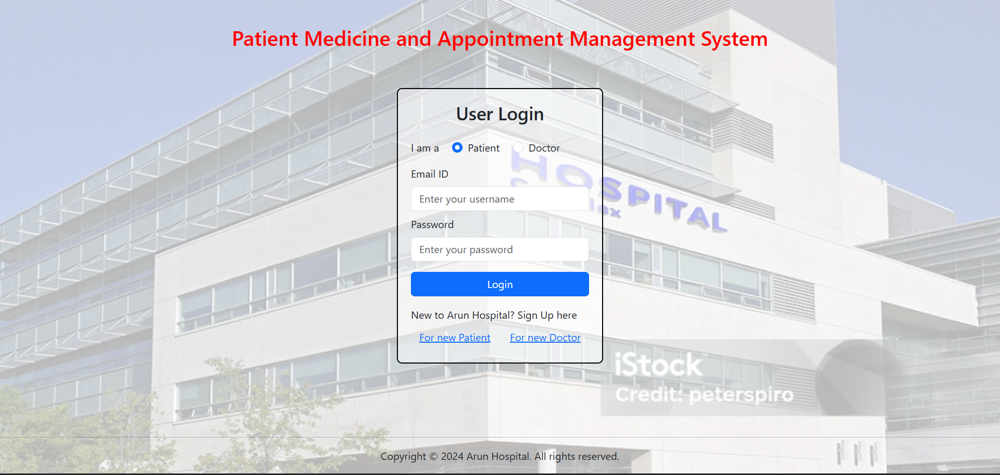 Patient Medicine and Appointment Management System
User Login
I am a Patient Doctor
Email ID
Enter your username
HOSPITAL
Password
Enter your password
Login
New to Arun Hospital? Sign Up here
For new Patient For new Doctor
iStock
Credit: peterspiro
Copyright © 2024 Arun Hospital. All rights reserved.